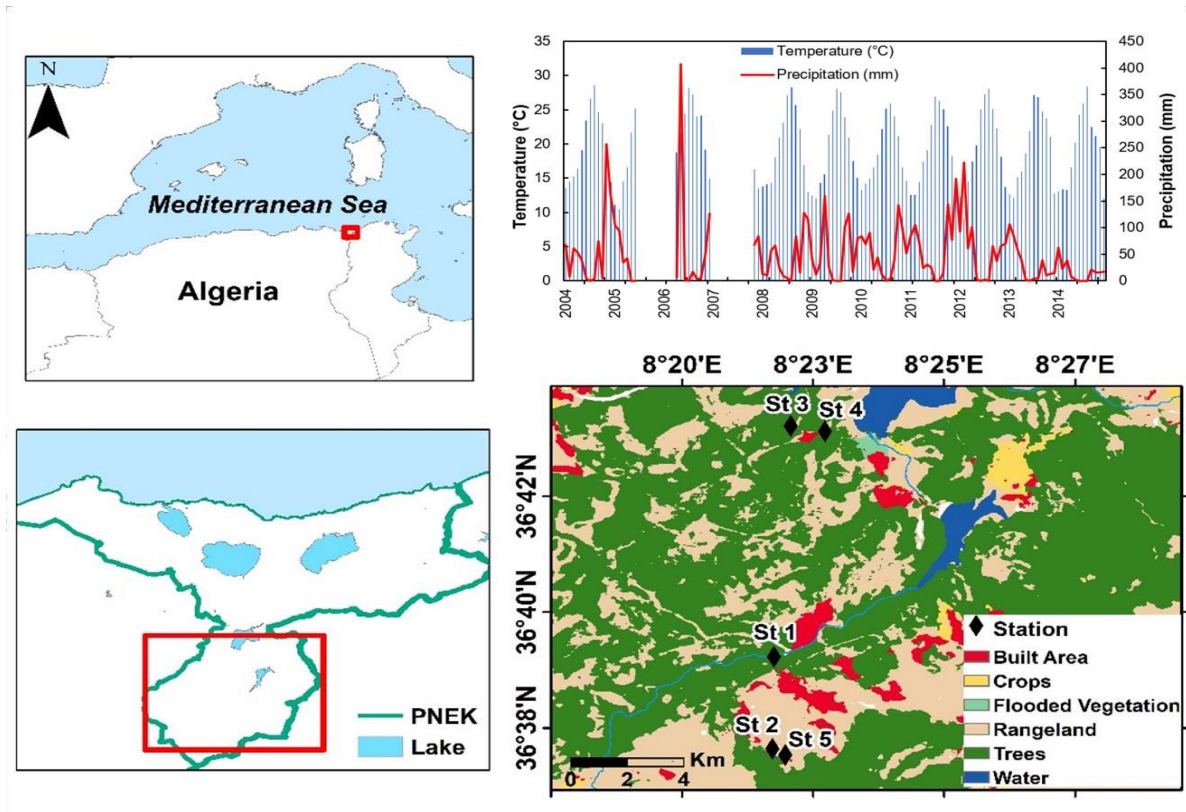 N
Mediterranean Sea
Algeria
PNEK
Lake
Temperature (°C)
Precipitation (mm)
35
30
25
20
15
10
5
0
Temperature (°C)
450
400
350
300
250
200
150
100
50
0
Precipitation (mm)
2004
2005
2006
2007
2008
2009
2010
2011
2012
2013
2014
8°20'E 8°23'E 8°25'E 8°27'E
36°42'N
36°40'N
36°38'N
St 3 St 4
St 1
St 2 St 5
Km
0 2 4
Station
Built Area
Crops
Flooded Vegetation
Rangeland
Trees
Water